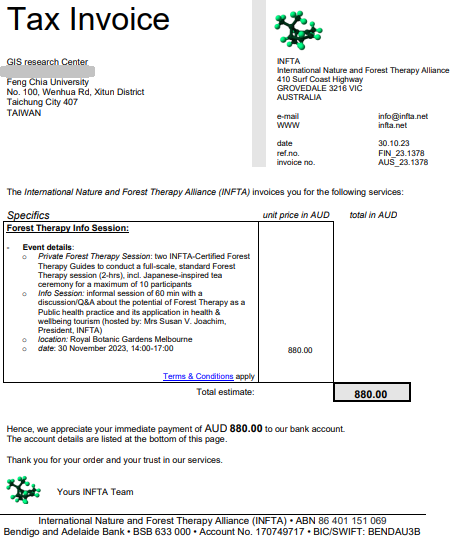 Tax Invoice
GIS research Center
Feng Chia University
No. 100, Wenhua Rd, Xitun District
Taichung City 407
TAIWAN
INFTA
International Nature and Forest Therapy Alliance
410 Surf Coast Highway
GROVEDALE 3216 VIC
AUSTRALIA
e-mail info@infta.net
WWW infta.net
date 30.10.23
ref.no. FIN_23.1378
invoice no. AUS_23.1378
The International Nature and Forest Therapy Alliance (INFTA) invoices you for the following services:
Specifics unit price in AUD total in AUD
Forest Therapy Info Session:
- Event details:
o Private Forest Therapy Session: two INFTA-Certified Forest
Therapy Guides to conduct a full-scale, standard Forest
Therapy session (2-hrs), incl. Japanese-inspired tea
ceremony for a maximum of 10 participants
o Info Session: informal session of 60 min with a
discussion/Q&A about the potential of Forest Therapy as a
Public health practice and its application in health &
wellbeing tourism (hosted by: Mrs Susan V. Joachim,
President, INFTA)
o location: Royal Botanic Gardens Melbourne
o date: 30 November 2023, 14:00-17:00 880.00
Terms & Conditions apply
Total estimate: 880.00
Hence, we appreciate your immediate payment of AUD 880.00 to our bank account.
The account details are listed at the bottom of this page.
Thank you for your order and your trust in our services.
Yours INFTA Team
International Nature and Forest Therapy Alliance (INFTA) • ABN 86 401 151 069
Bendigo and Adelaide Bank • BSB 633 000 • Account No. 170749717 • BIC/SWIFT: BENDAU3B